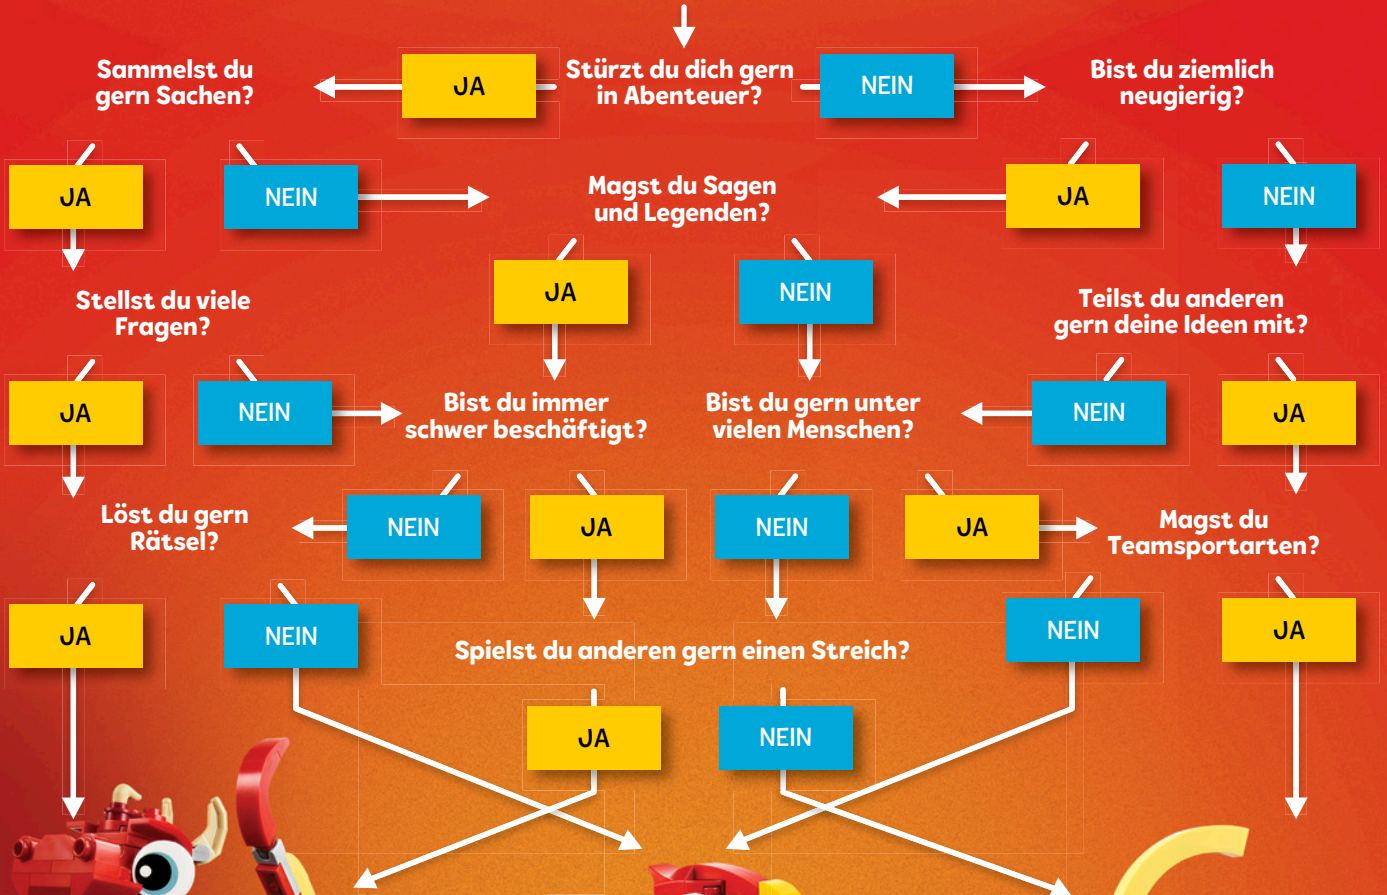 Sammelst du
gern Sachen?
JA
Stürzt du dich gern
in Abenteuer?
NEIN
Bist du ziemlich
neugierig?
JA
NEIN
Magst du Sagen
und Legenden?
JA
NEIN
Stellst du viele
Fragen?
JA
NEIN
Teilst du anderen
gern deine Ideen mit?
JA
NEIN
Bist du immer
schwer beschäftigt?
Bist du gern unter
vielen Menschen?
NEIN
JA
Löst du gern
Rätsel?
NEIN
JA
NEIN
JA
Magst du
Teamsportarten?
JA
NEIN
Spielst du anderen gern einen Streich?
NEIN
JA
JA
NEIN